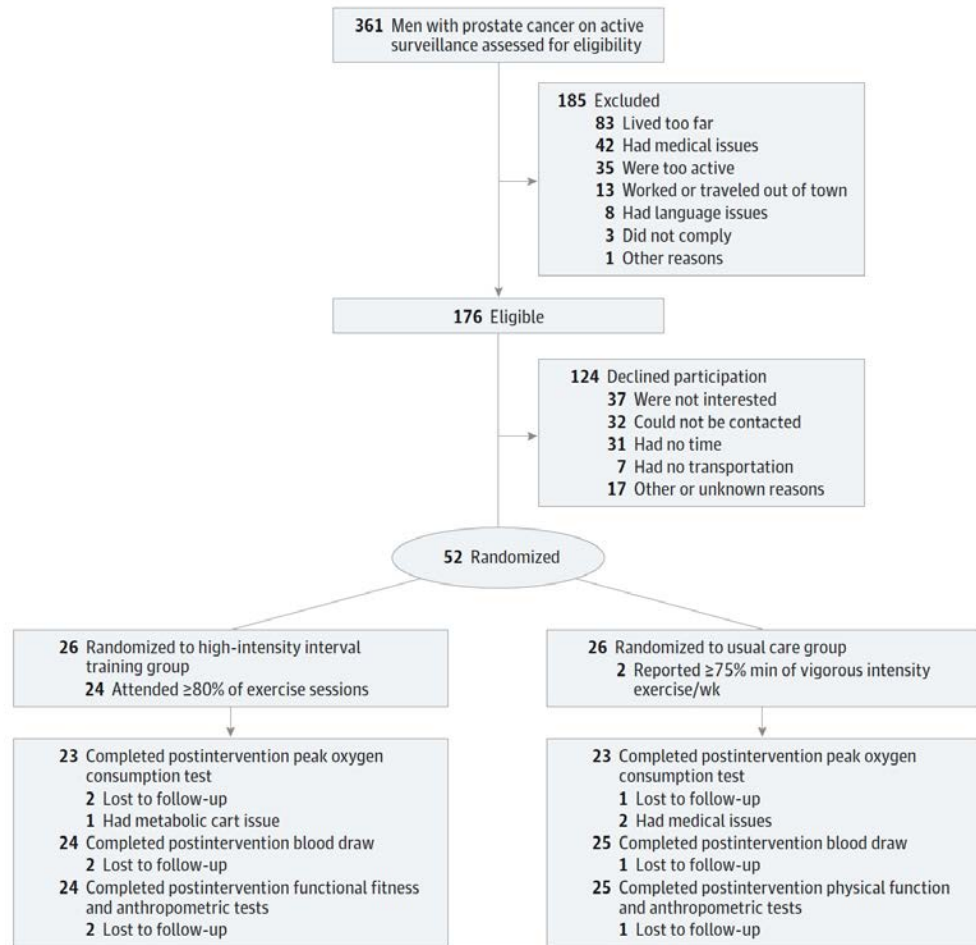 361 Men with prostate cancer on active
surveillance assessed for eligibility
185 Excluded
83 Lived too far
42 Had medical issues
35 Were too active
13 Worked or traveled out of town
8 Had language issues
3 Did not comply
1 Other reasons
176 Eligible
124 Declined participation
37 Were not interested
32 Could not be contacted
31 Had no time
7 Had no transportation
17 Other or unknown reasons
52 Randomized
26 Randomized to high-intensity interval
training group
24 Attended ≥80% of exercise sessions
26 Randomized to usual care group
2 Reported ≥75% min of vigorous intensity
exercise/wk
23 Completed postintervention peak oxygen
consumption test
2 Lost to follow-up
1 Had metabolic cart issue
24 Completed postintervention blood draw
2 Lost to follow-up
24 Completed postintervention functional fitness
and anthropometric tests
2 Lost to follow-up
23 Completed postintervention peak oxygen
consumption test
1 Lost to follow-up
2 Had medical issues
25 Completed postintervention blood draw
1 Lost to follow-up
25 Completed postintervention physical function
and anthropometric tests
1 Lost to follow-up